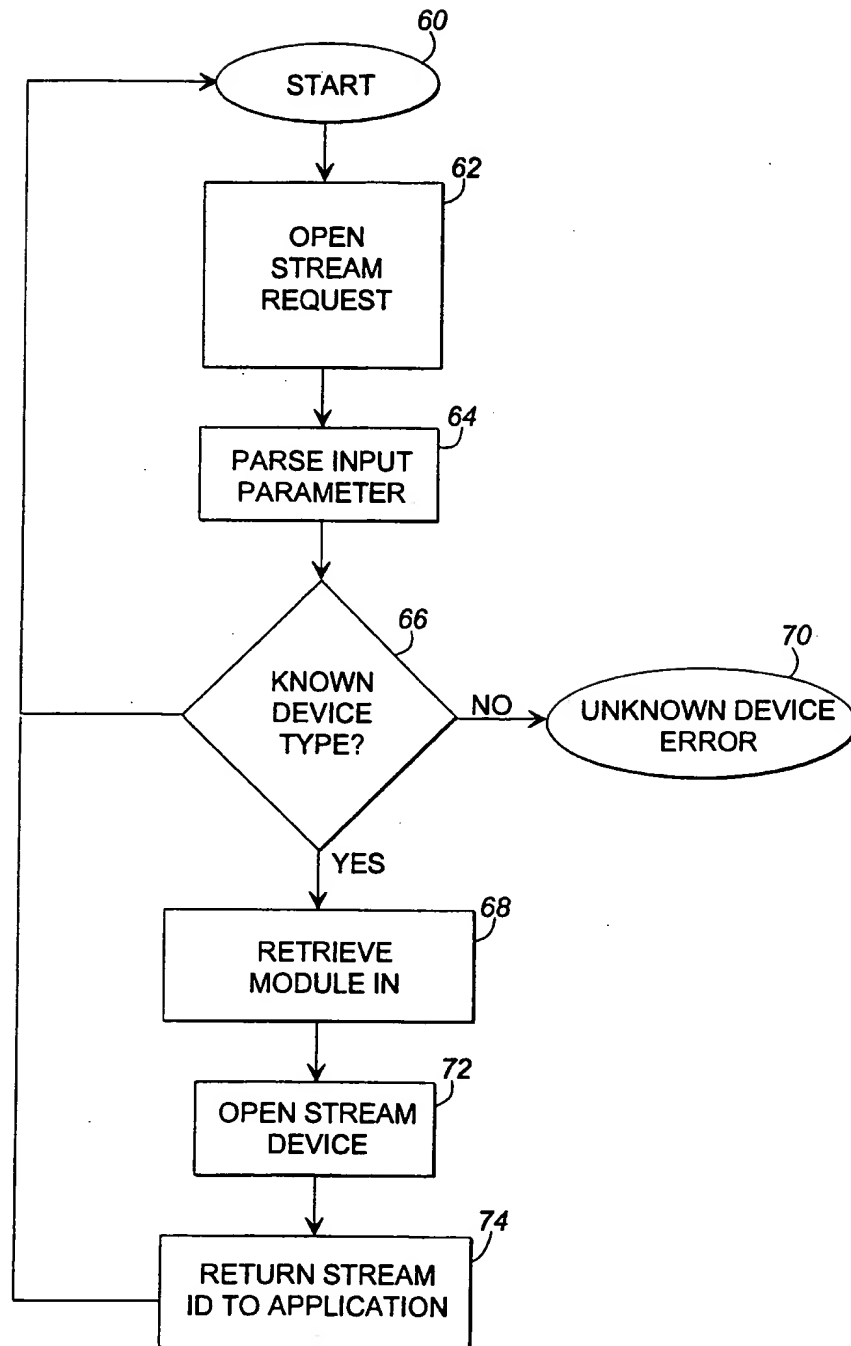 60
START
62
OPEN
STREAM
REQUEST
64
PARSE INPUT
PARAMETER
66
KNOWN
DEVICE
TYPE?
NO
70
UNKNOWN DEVICE
ERROR
YES
68
RETRIEVE
MODULE IN
72
OPEN STREAM
DEVICE
74
RETURN STREAM
ID TO APPLICATION